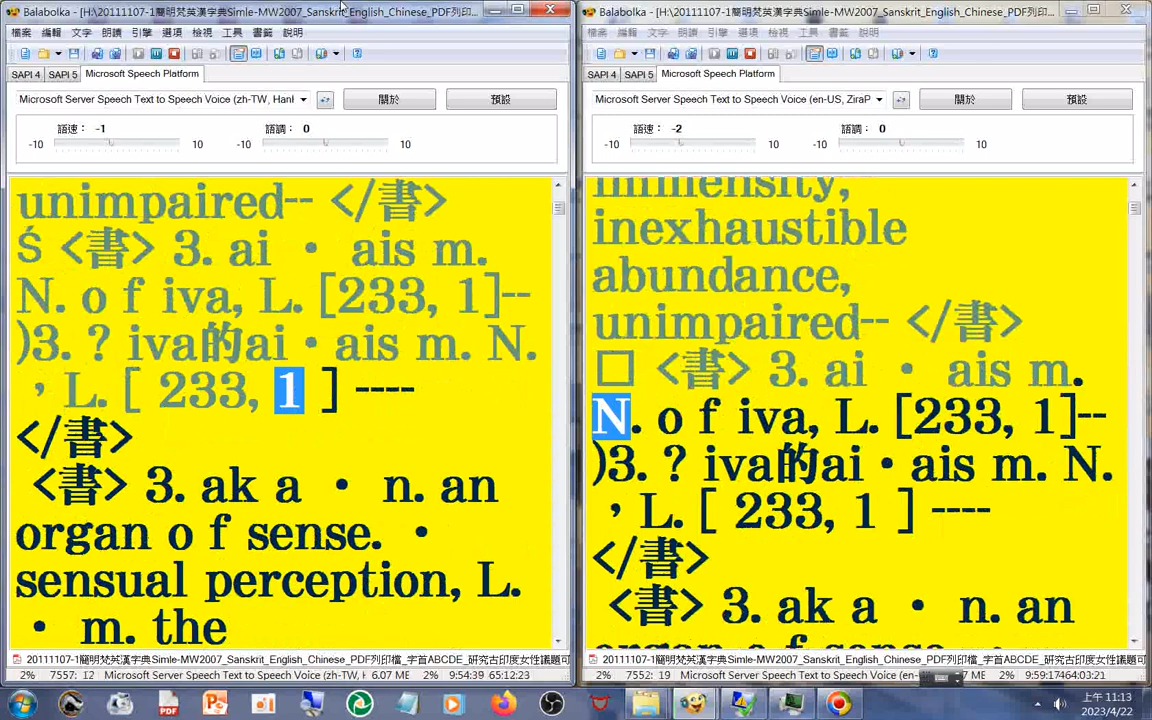 Balabolka - [H:\20111107-1簡明梵英漢字典Simle-MW2007_Sanskrit_English_Chinese_PDF列印...
檔案 編輯 文字 朗讀 引擎 選項 檢視 工具 書籤 說明
SAPI 4 SAPI 5 Microsoft Speech Platform
Microsoft Server Speech Text to Speech Voice (zh-TW, Hanl 關於 預設
語速： -1 語調： 0
-10 10 -10 10
unimpaired-- </書>
Ś <書> 3. ai • ais m.
N. o f iva, L. [233, 1]--
)3. ? iva的ai • ais m. N.
，L. [ 233, 1 ] ----
</書>
<書> 3. ak a • n. an
organ o f sense. •
sensual perception, L.
• m. the
20111107-1簡明梵英漢字典Simle-MW2007_Sanskrit_English_Chinese_PDF列印檔_字首ABCDE_研究古印度女性議題可
2% 7557: 12 Microsoft Server Speech Text to Speech Voice (zh-TW, H 6.07 MB 2% 9:54:39 65:12:23
Balabolka - [H:\20111107-1簡明梵英漢字典Simle-MW2007_Sanskrit_English_Chinese_PDF列印...
檔案 編輯 文字 朗讀 引擎 選項 檢視 工具 書籤 說明
SAPI 4 SAPI 5 Microsoft Speech Platform
Microsoft Server Speech Text to Speech Voice (en-US, ZiraP 關於 預設
語速： -2 語調： 0
-10 10 -10 10
immensity,
inexhaustible
abundance,
unimpaired-- </書>
□ <書> 3. ai • ais m.
N. o f iva, L. [233, 1]--
)3. ? iva的ai • ais m. N.
，L. [ 233, 1 ] ----
</書>
<書> 3. ak a • n. an
organ o f sense. •
20111107-1簡明梵英漢字典Simle-MW2007_Sanskrit_English_Chinese_PDF列印檔_字首ABCDE_研究古印度女性議題可
2% 7552: 19 Microsoft Server Speech Text to Speech Voice (en-US MB 2% 9:59:17 464:03:21
上午 11:13
2023/4/22